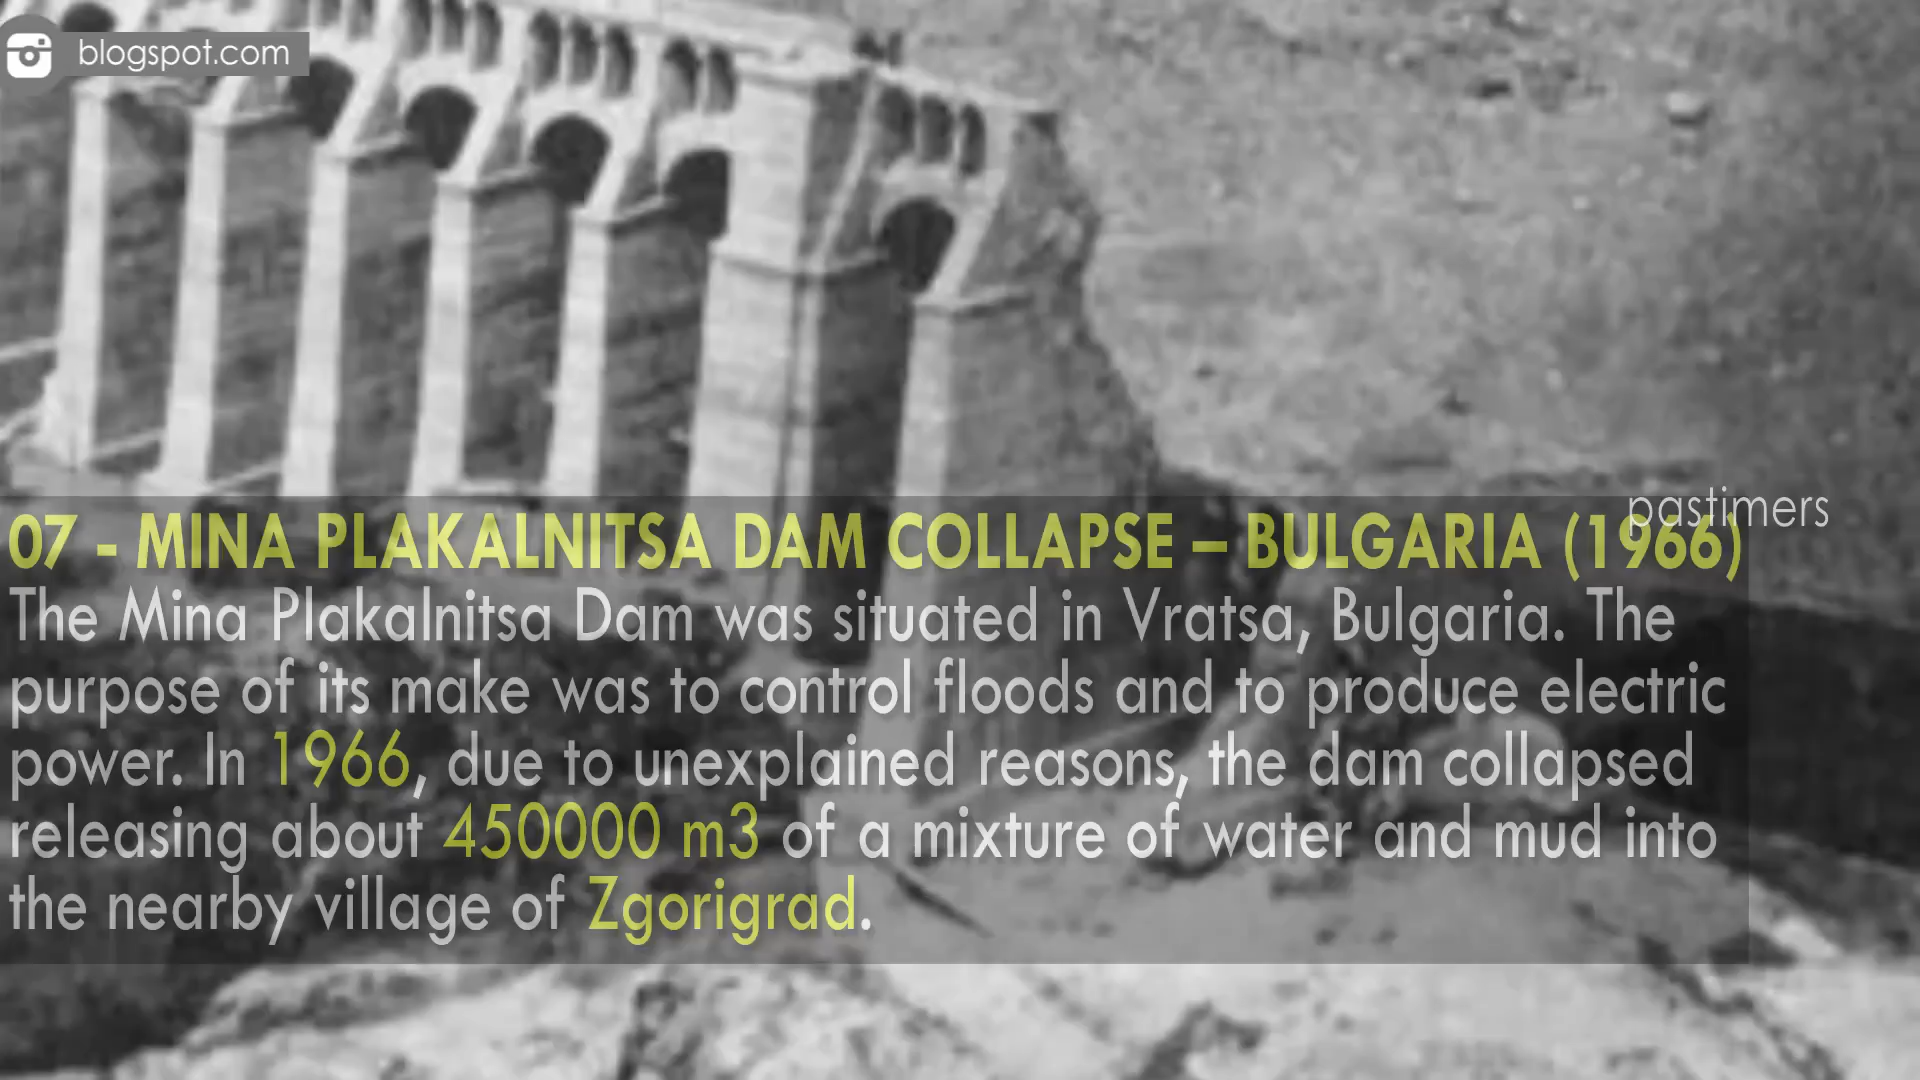 blogspot.com
pastimers
07 - MINA PLAKALNITSA DAM COLLAPSE – BULGARIA (1966)
The Mina Plakalnitsa Dam was situated in Vratsa, Bulgaria. The
purpose of its make was to control floods and to produce electric
power. In 1966, due to unexplained reasons, the dam collapsed
releasing about 450000 m3 of a mixture of water and mud into
the nearby village of Zgorigrad.